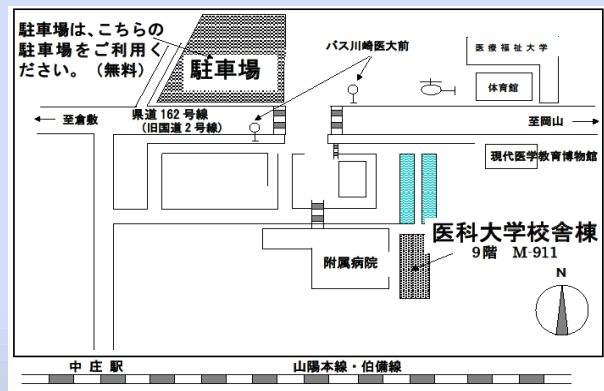 駐車場は、こちらの
駐車場をご利用く
ださい。（無料）
駐車場
バス川崎医大前
医療福祉大学
体育館
県道162号線
(旧国道2号線)
至倉敷
至岡山
現代医学教育博物館
医科大学校舎棟
9階 M-911
附属病院
N
中庄駅
山陽本線・伯備線